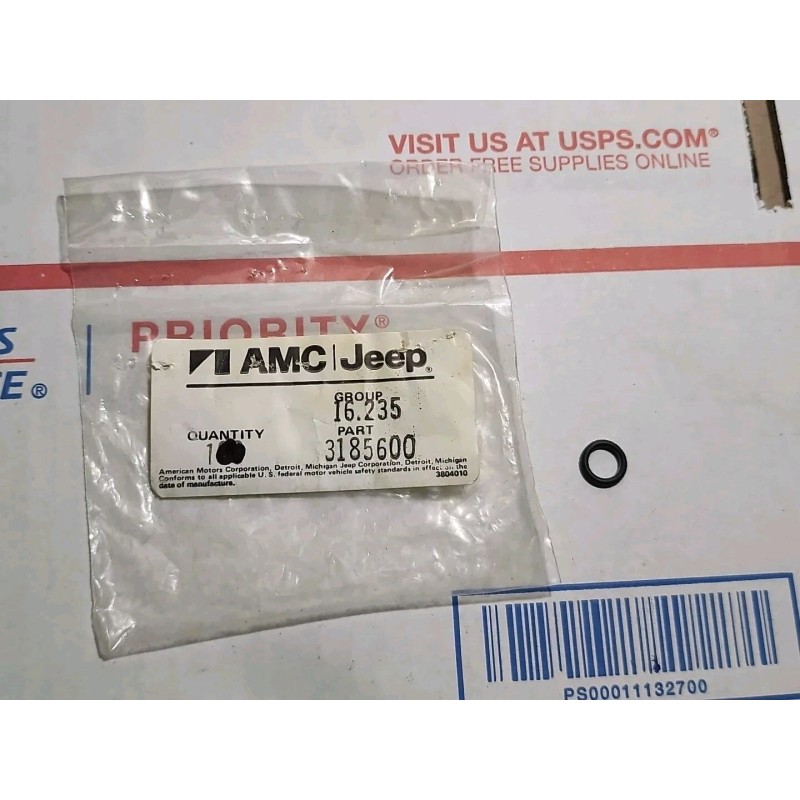 VISIT US AT USPS.COM®
ORDER FREE SUPPLIES ONLINE
S
PRIORITY®
TE®
AMC|Jeep®
GROUP
16.235
QUANTITY
PART
1
3185600
American Motors Corporation, Detroit, Michigan Jeep Corporation, Detroit, Michigan
Conforms to all applicable U.S. federal motor vehicle safety standards in effect on the
date of manufacture.
3804010
PS00011132700